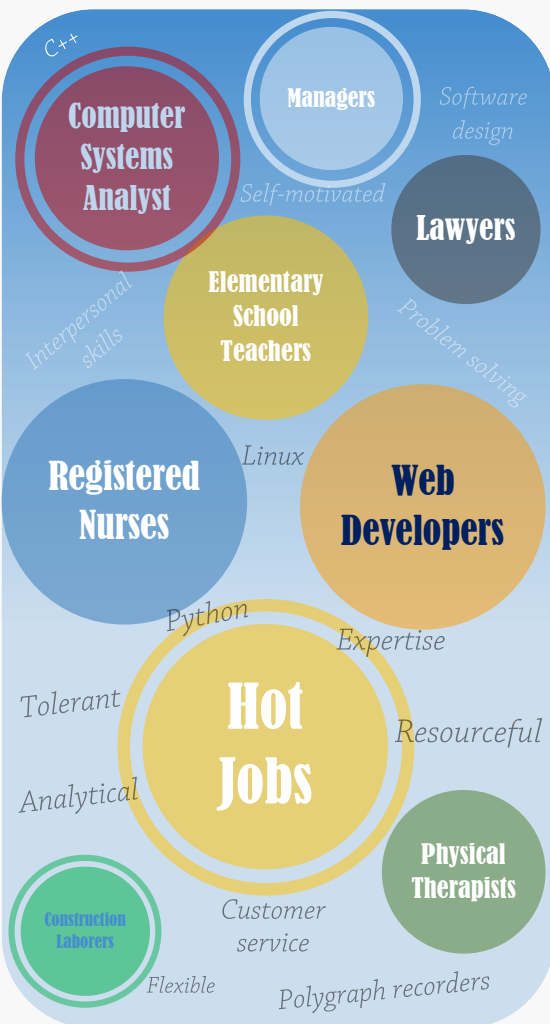 C++
Managers
Computer
Systems
Analyst
Software
design
Self-motivated
Lawyers
Elementary
School
Teachers
Interpersonal
skills
Problem solving
Linux
Registered
Nurses
Web
Developers
Python
Expertise
Hot
Jobs
Tolerant
Resourceful
Analytical
Physical
Therapists
Construction
Laborers
Customer
service
Flexible
Polygraph recorders